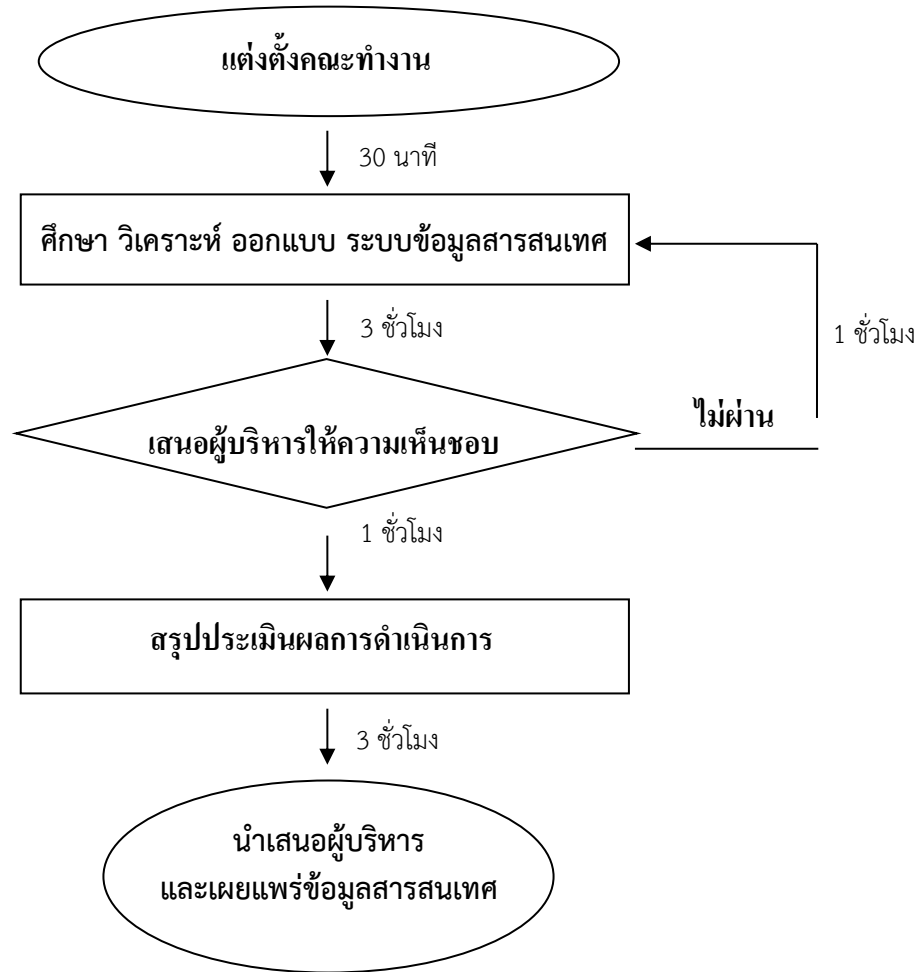 แต่งตั้งคณะทำงาน
30 นาที
ศึกษา วิเคราะห์ ออกแบบ ระบบข้อมูลสารสนเทศ
3 ชั่วโมง
1 ชั่วโมง
ไม่ผ่าน
เสนอผู้บริหารให้ความเห็นชอบ
1 ชั่วโมง
สรุปประเมินผลการดำเนินการ
3 ชั่วโมง
นำเสนอผู้บริหาร
และเผยแพร่ข้อมูลสารสนเทศ